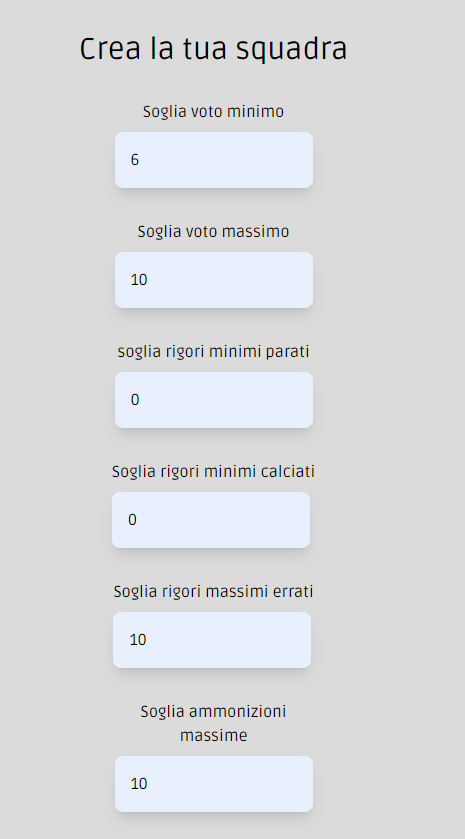 Crea la tua squadra
Soglia voto minimo
6
Soglia voto massimo
10
soglia rigori minimi parati
0
Soglia rigori minimi calciati
0
Soglia rigori massimi errati
10
Soglia ammonizioni
massime
10